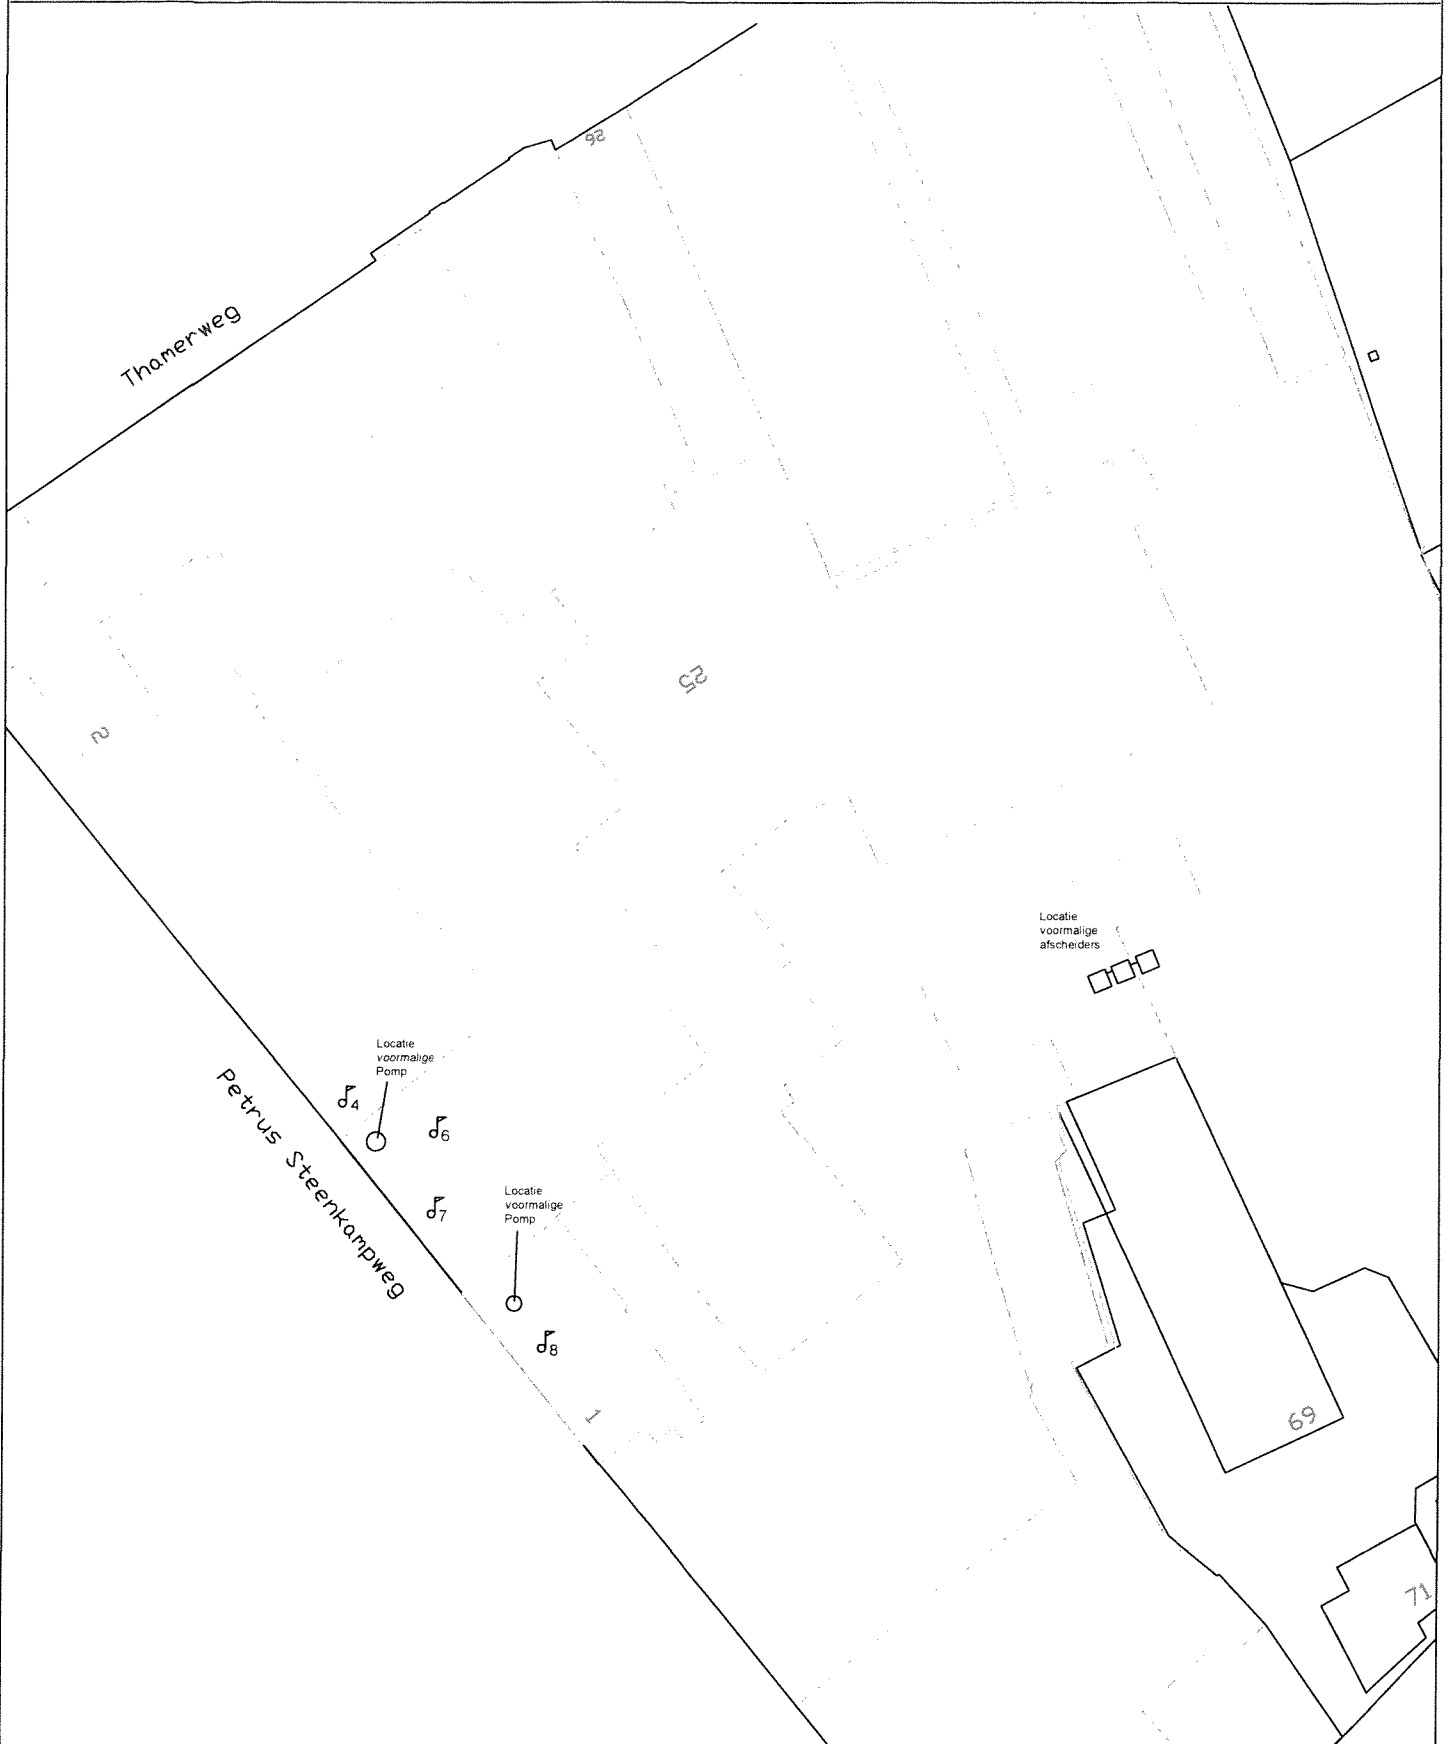 26
Thamerweg
25
2
Locatie
voormalige
afscheiders
Locatie
voormalige
Pomp
4
6
Petrus Steenkampweg
7
Locatie
voormalige
Pomp
8
1
69
71